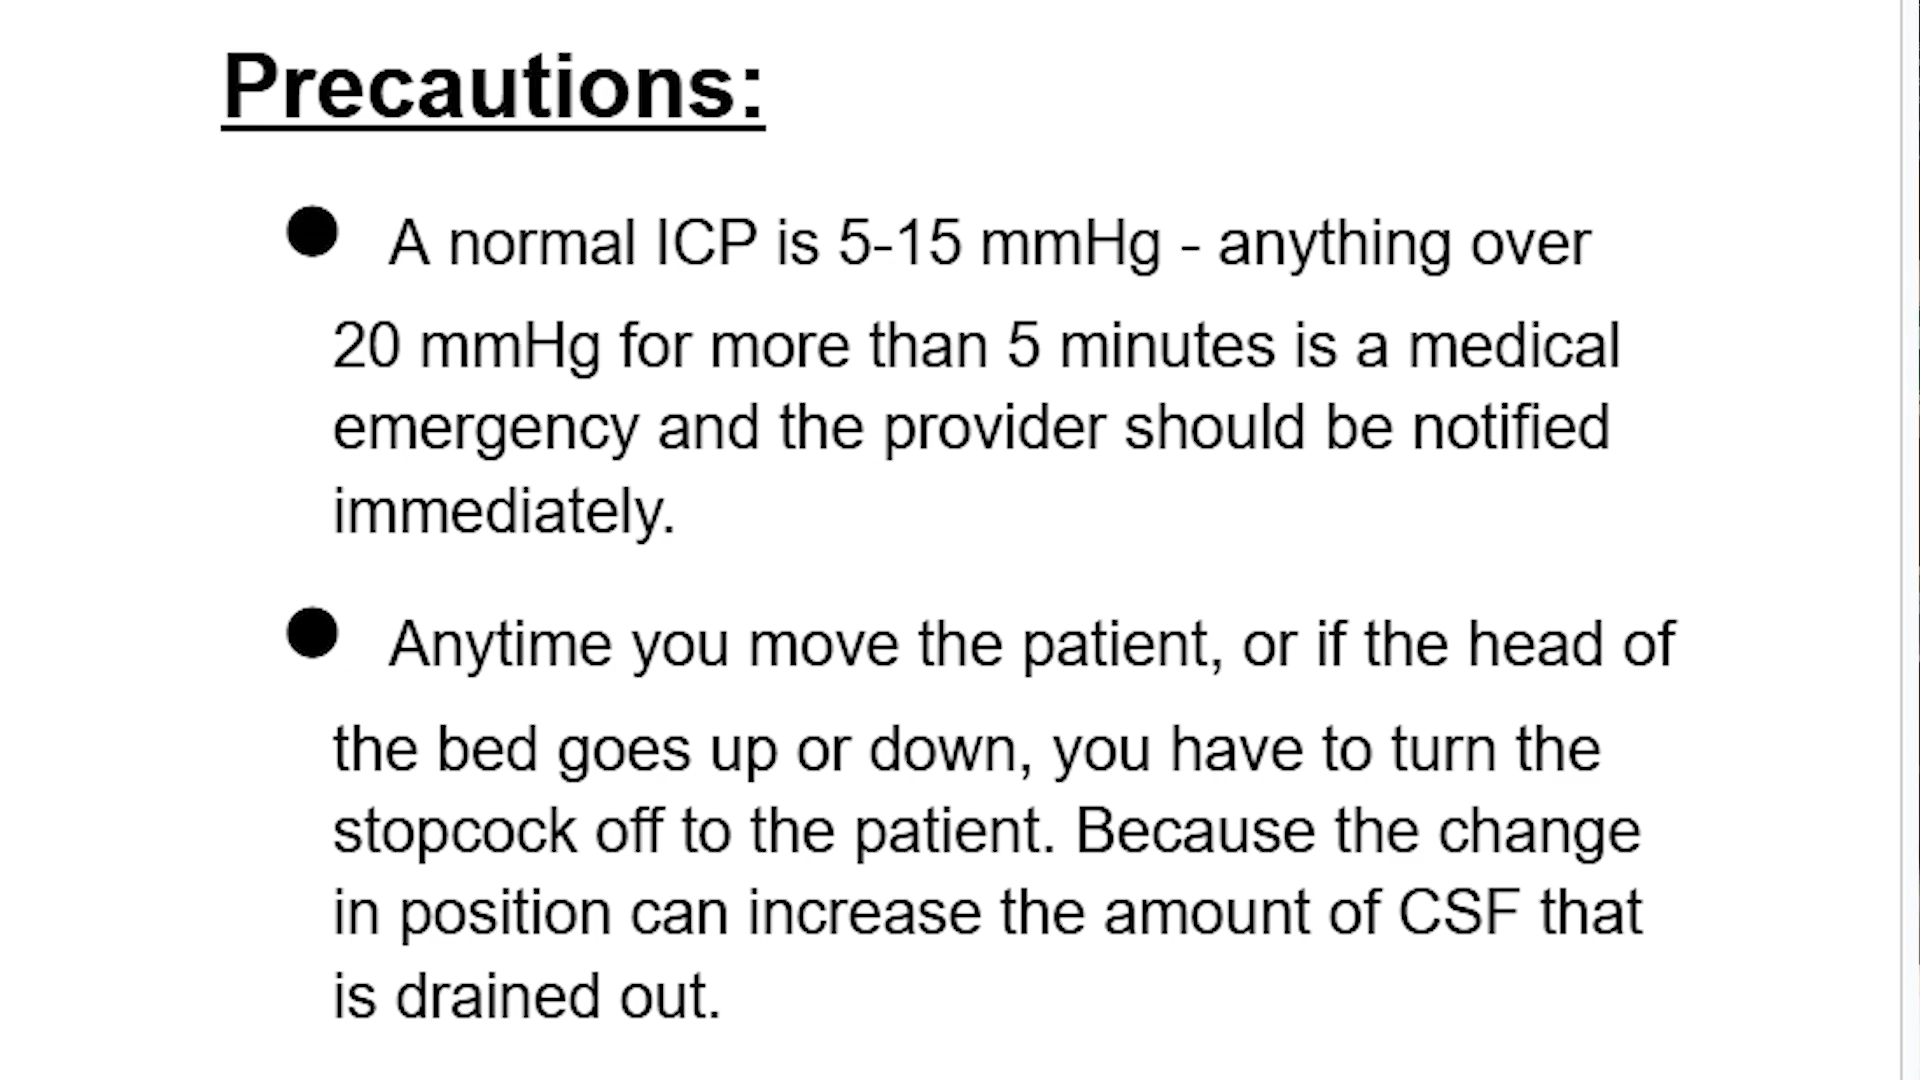 Precautions:
● A normal ICP is 5-15 mmHg - anything over
20 mmHg for more than 5 minutes is a medical
emergency and the provider should be notified
immediately.
● Anytime you move the patient, or if the head of
the bed goes up or down, you have to turn the
stopcock off to the patient. Because the change
in position can increase the amount of CSF that
is drained out.